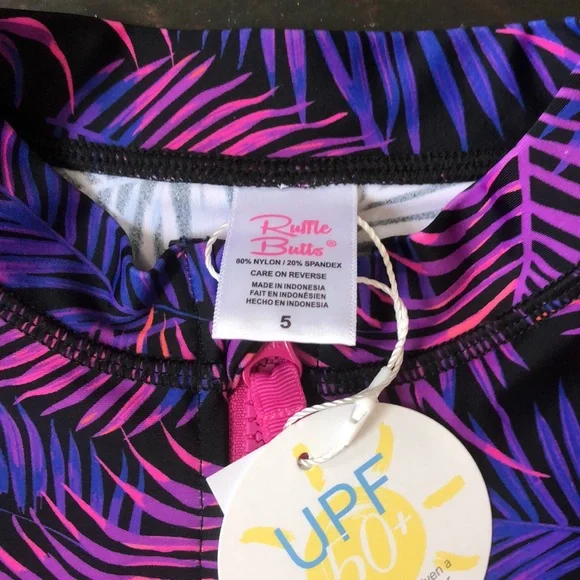 Ruffle
Butts®
80% NYLON / 20% SPANDEX
CARE ON REVERSE
MADE IN INDONESIA
FAIT EN INDONÉSIEN
HECHO EN INDONESIA
5
UPF
50+
a